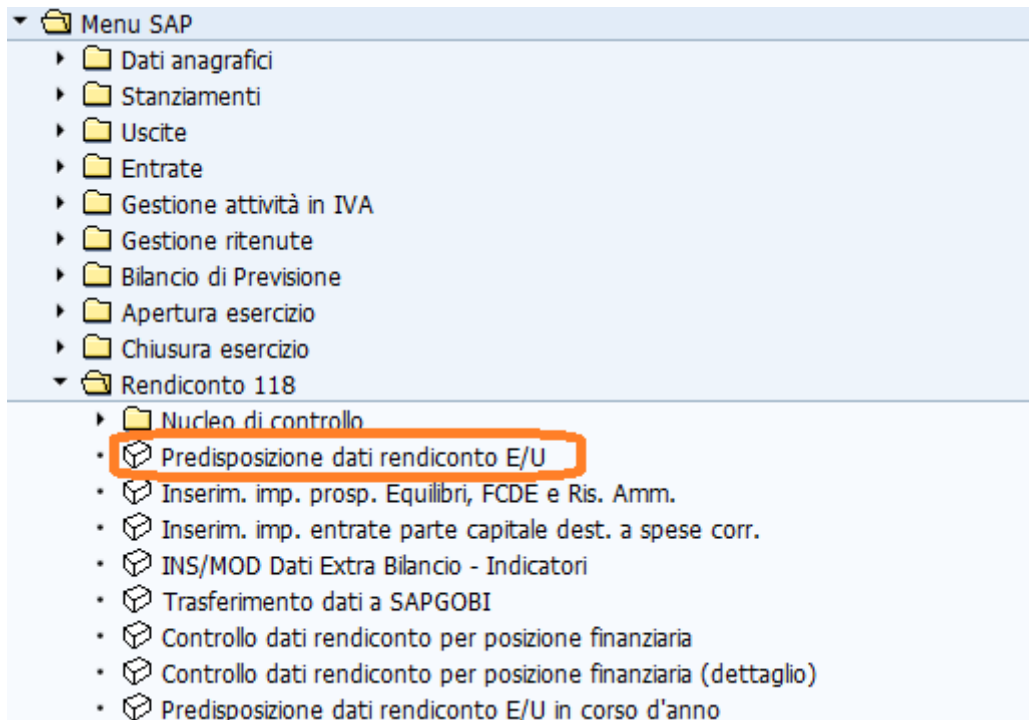 Menu SAP
Dati anagrafici
Stanziamenti
Uscite
Entrate
Gestione attività in IVA
Gestione ritenute
Bilancio di Previsione
Apertura esercizio
Chiusura esercizio
Rendiconto 118
Nucleo di controllo
Predisposizione dati rendiconto E/U
Inserim. imp. prosp. Equilibri, FCDE e Ris. Amm.
Inserim. imp. entrate parte capitale dest. a spese corr.
INS/MOD Dati Extra Bilancio - Indicatori
Trasferimento dati a SAPGOBI
Controllo dati rendiconto per posizione finanziaria
Controllo dati rendiconto per posizione finanziaria (dettaglio)
Predisposizione dati rendiconto E/U in corso d'anno